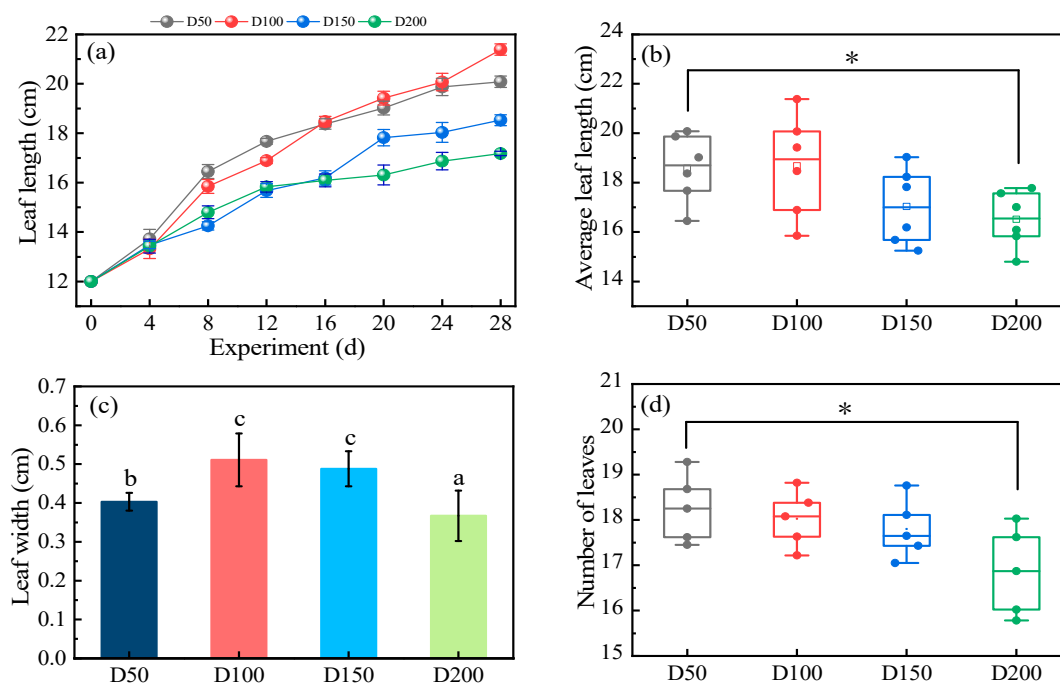 D50 D100 D150 D200
(a)
Leaf length (cm)
22
20
18
16
14
12
0 4 8 12 16 20 24 28
Experiment (d)
(b)
*
Average leaf length (cm)
24
22
20
18
16
14
13
D50 D100 D150 D200
(c)
Leaf width (cm)
0.7
0.6
0.5
0.4
0.3
0.2
0.1
0.0
b c c a
D50 D100 D150 D200
(d)
*
Number of leaves
21
20
19
18
17
16
15
D50 D100 D150 D200